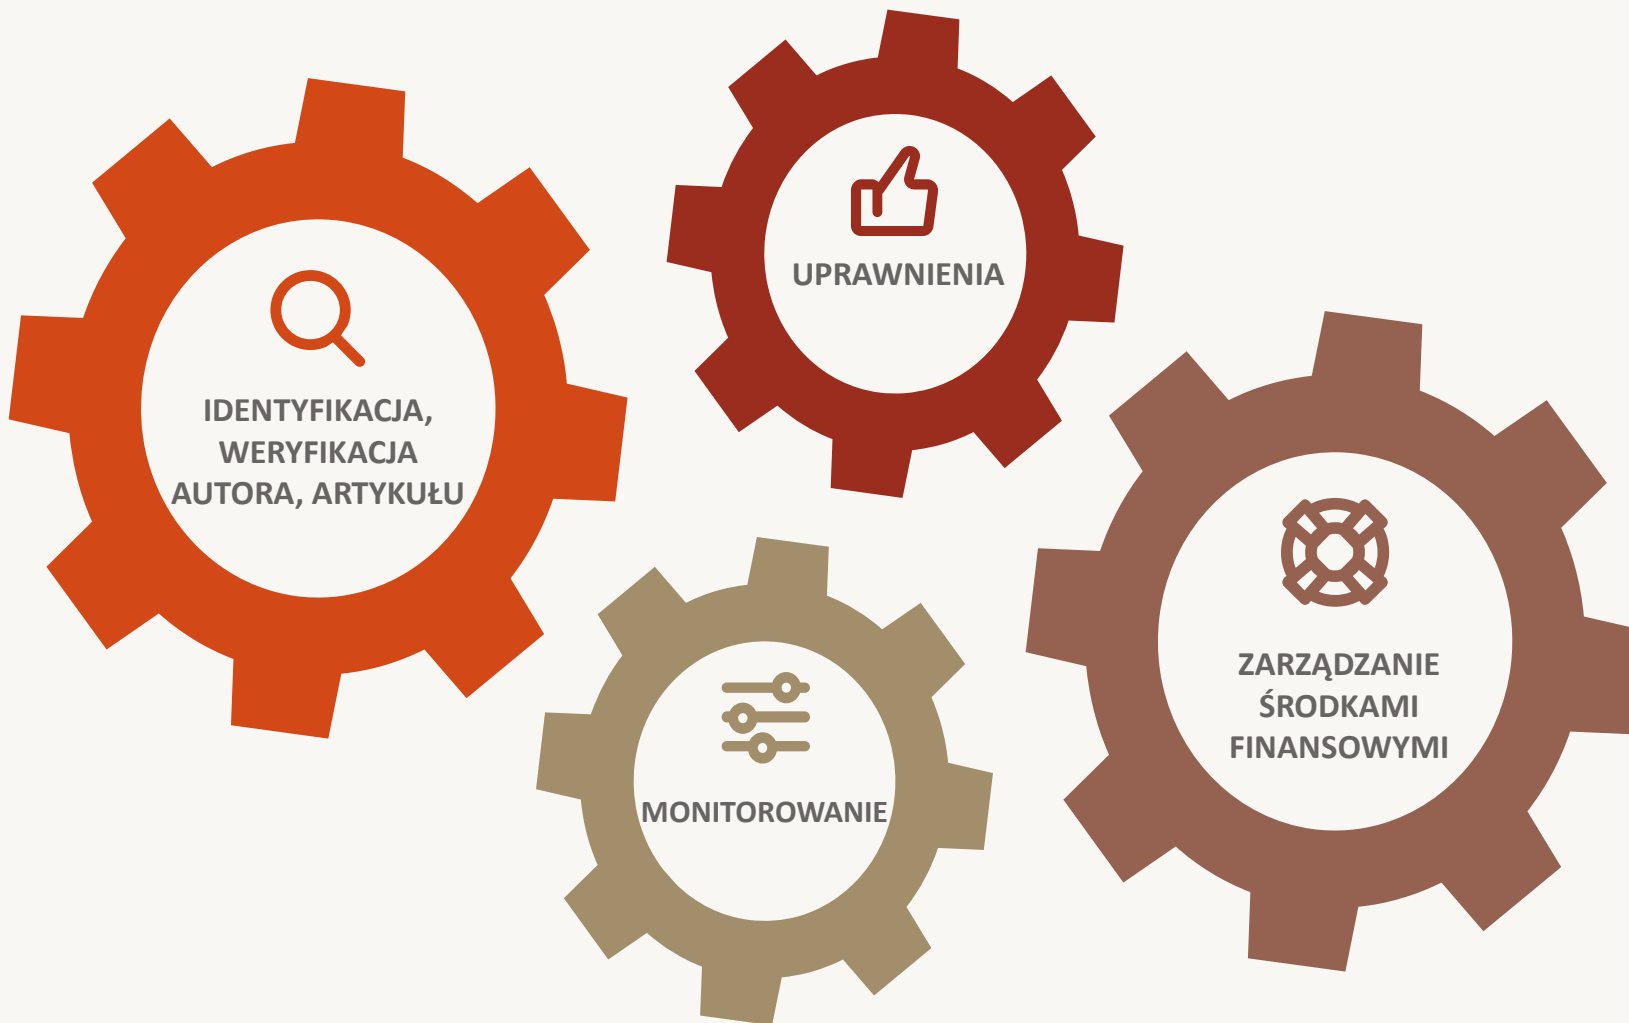 IDENTYFIKACJA,
WERYFIKACJA
AUTORA, ARTYKUŁU
UPRAWNIENIA
MONITOROWANIE
ZARZĄDZANIE
ŚRODKAMI
FINANSOWYMI